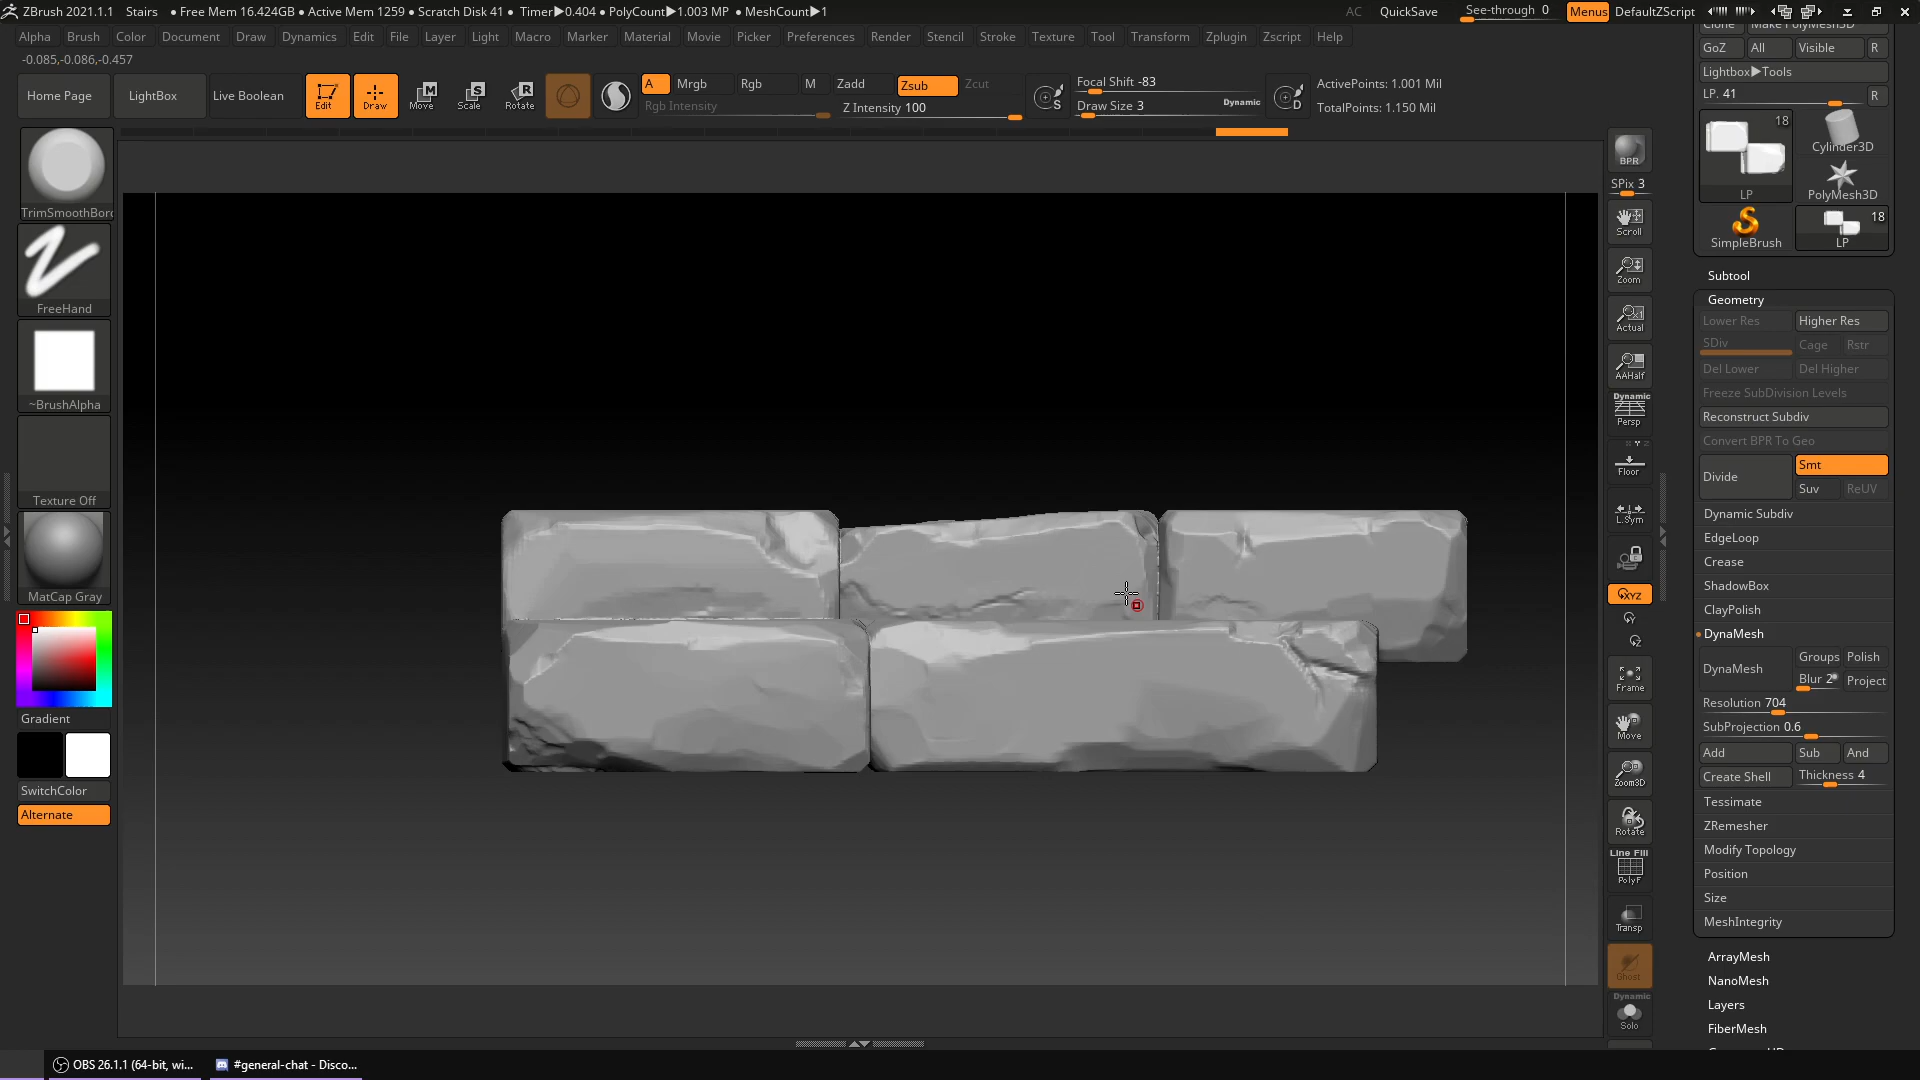 ZBrush 2021.1.1 Stairs • Free Mem 16.424GB • Active Mem 1259 • Scratch Disk 41 • Timer▶0.404 • PolyCount▶1.003 MP • MeshCount▶1
AC QuickSave See-through 0 Menus DefaultZScript
Alpha Brush Color Document Draw Dynamics Edit File Layer Light Macro Marker Material Movie Picker Preferences Render Stencil Stroke Texture Tool Transform Zplugin Zscript Help
-0.085,-0.086,-0.457
Home Page LightBox Live Boolean Edit Draw Move Scale Rotate
A Mrgb Rgb M Zadd Zsub Zcut
Rgb Intensity Z Intensity 100
Focal Shift -83
Draw Size 3 Dynamic
ActivePoints: 1.001 Mil
TotalPoints: 1.150 Mil
TrimSmoothBorc
FreeHand
~BrushAlpha
Texture Off
MatCap Gray
Gradient
SwitchColor
Alternate
BPR
SPix 3
Scroll
Zoom
Actual
AAHalf
Dynamic
Persp
Floor
L.Sym
XYZ
Frame
Move
Zoom3D
Rotate
Line Fill
PolyF
Transp
Ghost
Dynamic
Solo
GoZ All Visible R
Lightbox▶Tools
LP. 41 R
18
LP
Cylinder3D
PolyMesh3D
SimpleBrush
18
LP
Subtool
Geometry
Lower Res Higher Res
SDiv Cage Rstr
Del Lower Del Higher
Freeze SubDivision Levels
Reconstruct Subdiv
Convert BPR To Geo
Divide Smt
Suv ReUV
Dynamic Subdiv
EdgeLoop
Crease
ShadowBox
ClayPolish
DynaMesh
DynaMesh Groups Polish
Blur 2 Project
Resolution 704
SubProjection 0.6
Add Sub And
Create Shell Thickness 4
Tessimate
ZRemesher
Modify Topology
Position
Size
MeshIntegrity
ArrayMesh
NanoMesh
Layers
FiberMesh
OBS 26.1.1 (64-bit, wi... #general-chat - Disco...